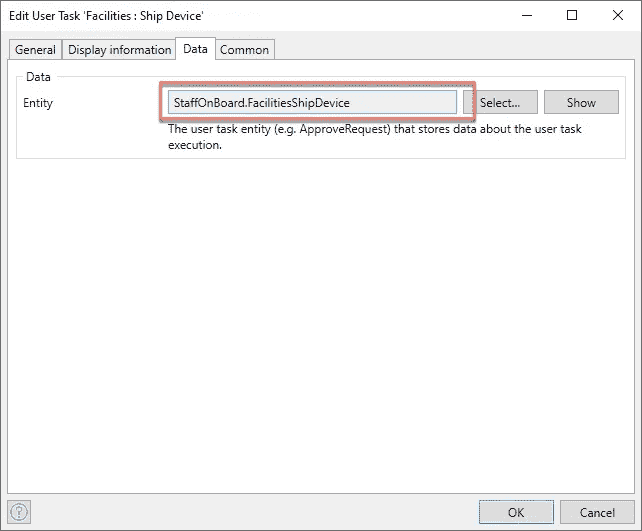 Edit User Task 'Facilities : Ship Device'
General Display information Data Common
Data
Entity StaffOnBoard.FacilitiesShipDevice Select... Show
The user task entity (e.g. ApproveRequest) that stores data about the user task
execution.
? OK Cancel